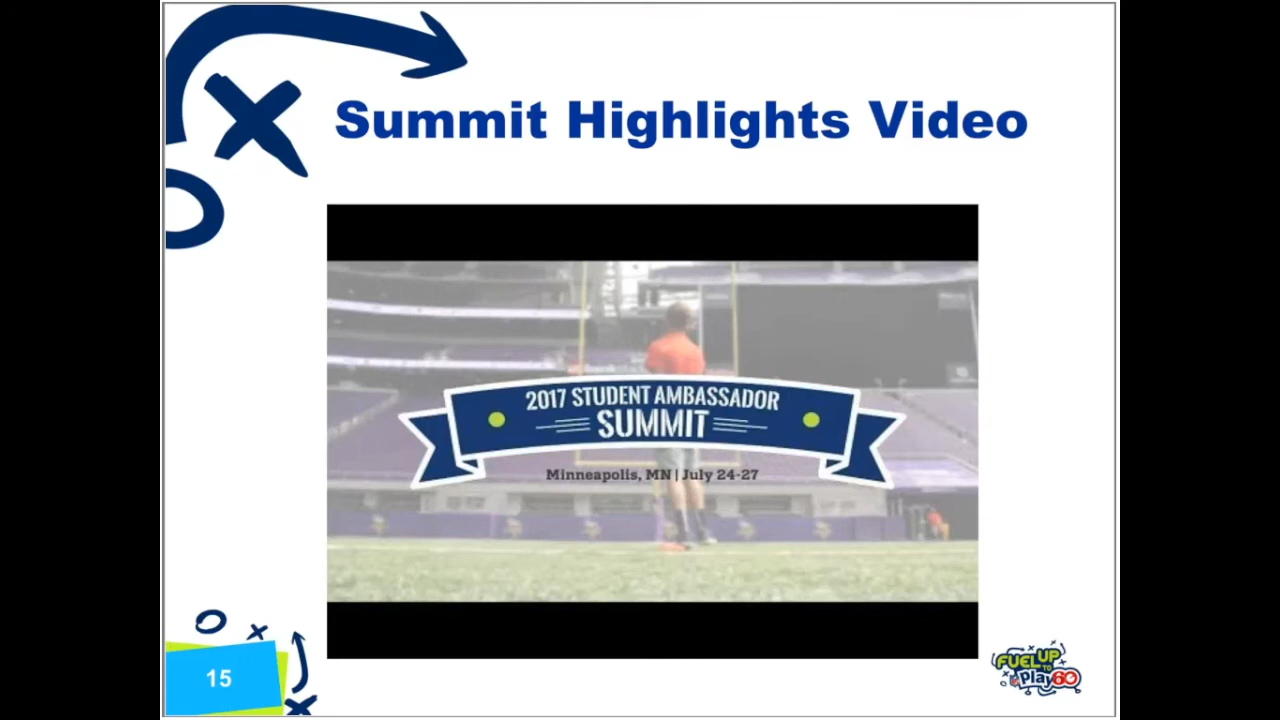 Summit Highlights Video
2017 STUDENT AMBASSADOR
SUMMIT
Minneapolis, MN | July 24-27
15
FUEL UP
TO
Play 60